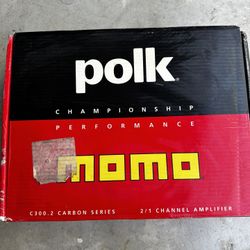 polk®
CHAMPIONSHIP
PERFORMANCE
momo
C300.2 CARBON SERIES 2/1 CHANNEL AMPLIFIER